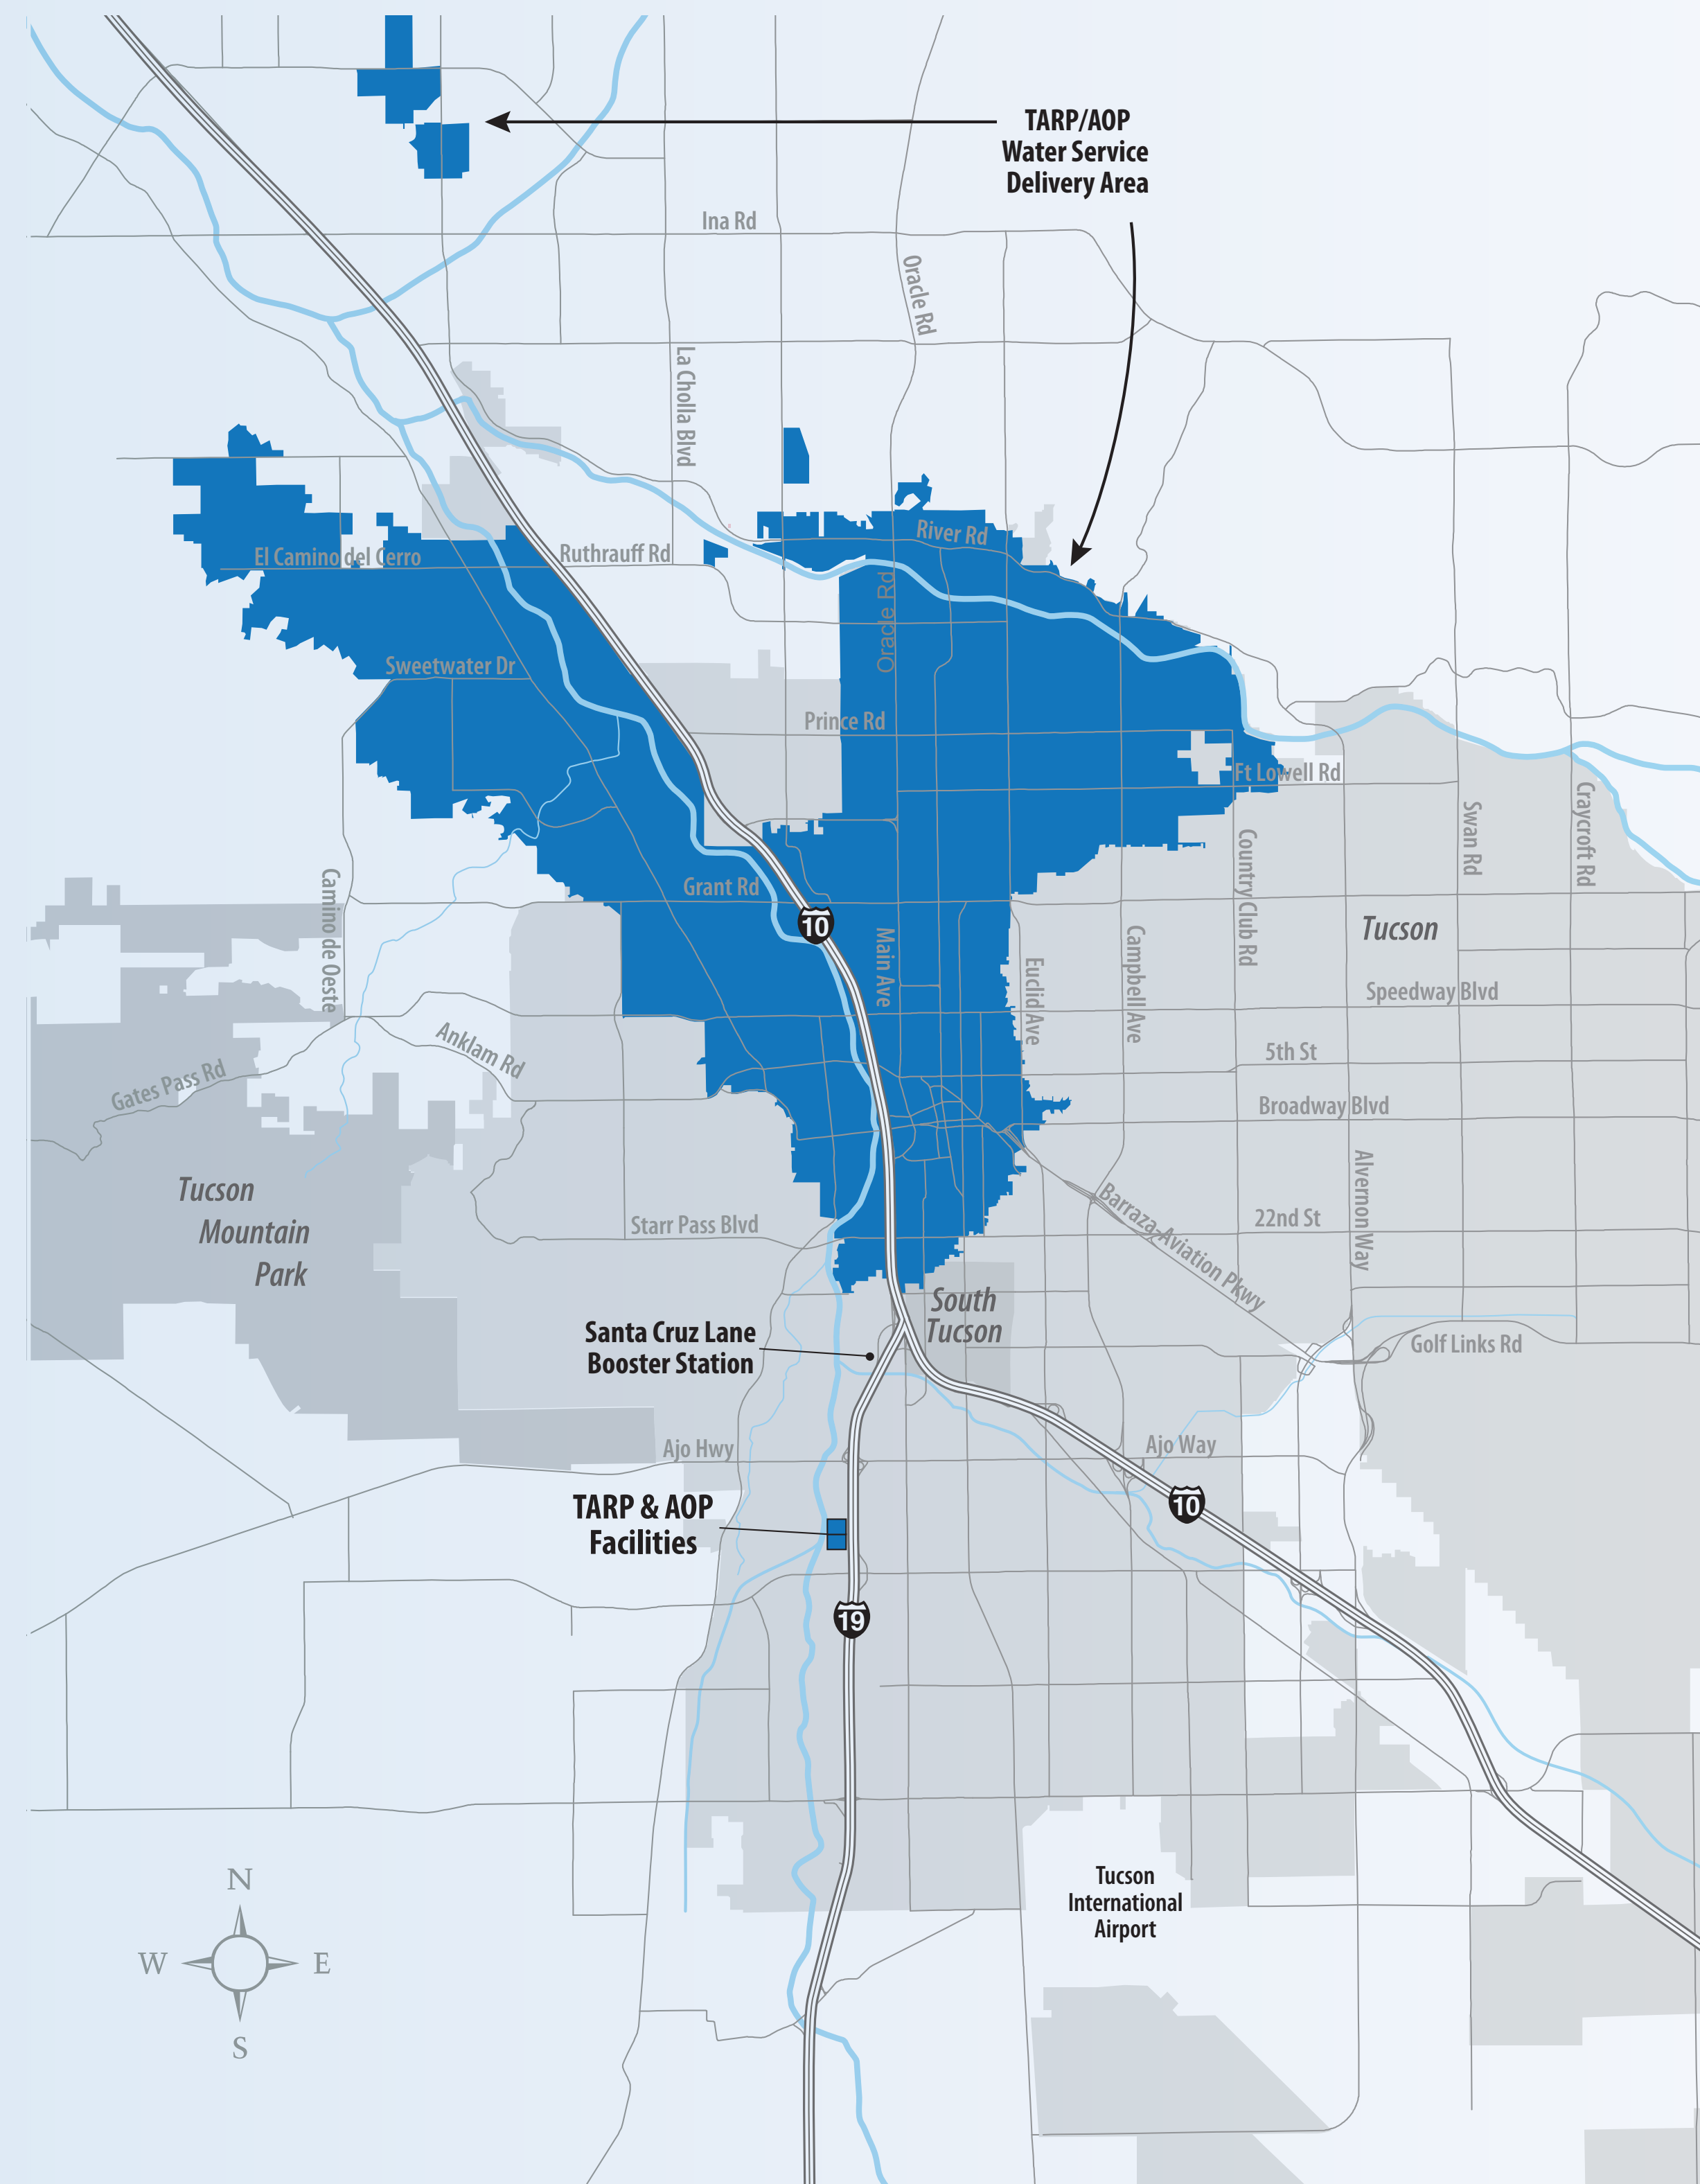 TARP/AOP
Water Service
Delivery Area
Ina Rd
Oracle Rd
La Cholla Blvd
River Rd
El Camino del Cerro
Ruthrauff Rd
Oracle Rd
Sweetwater Dr
Prince Rd
Ft Lowell Rd
Swan Rd
Craycroft Rd
Country Club Rd
Camino de Oeste
Grant Rd
10
Main Ave
Euclid Ave
Campbell Ave
Tucson
Speedway Blvd
Anklam Rd
Gates Pass Rd
5th St
Broadway Blvd
Alvernon Way
Tucson
Mountain
Park
Starr Pass Blvd
Barraza-Aviation Pkwy
22nd St
South
Tucson
Santa Cruz Lane
Booster Station
Golf Links Rd
Ajo Hwy
Ajo Way
10
TARP & AOP
Facilities
19
Tucson
International
Airport
N
W
E
S